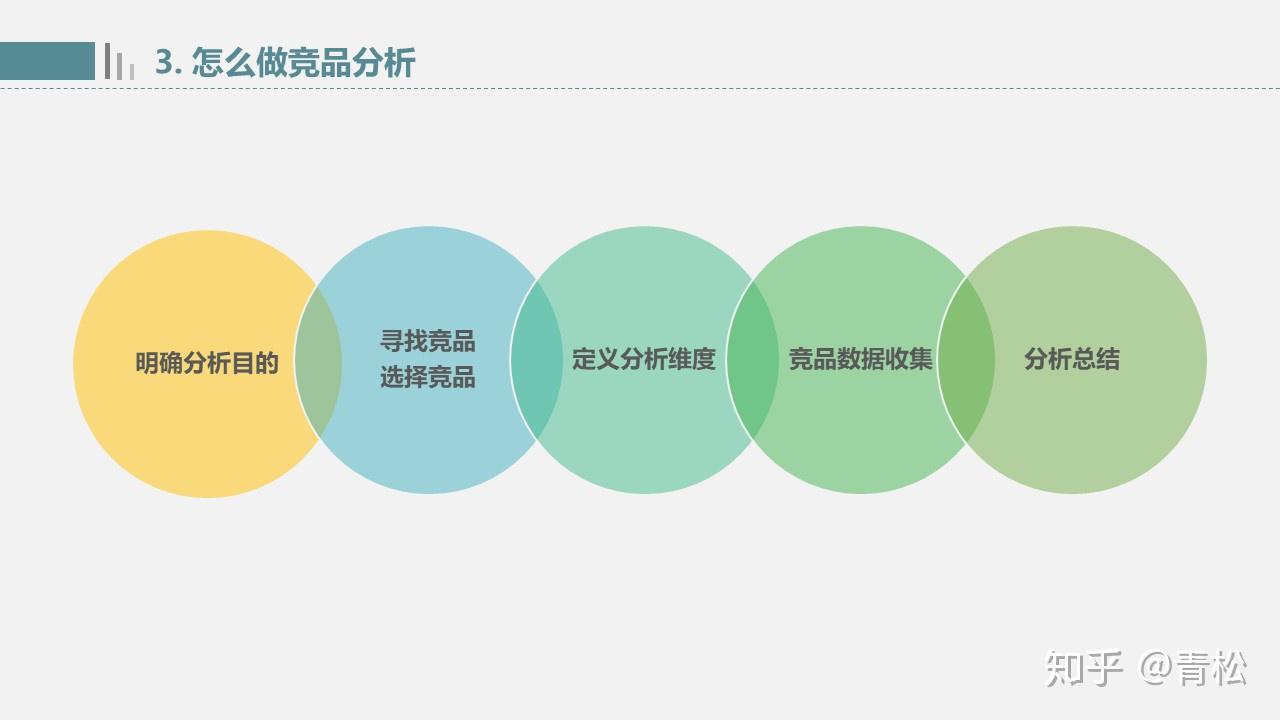 3. 怎么做竞品分析
明确分析目的
寻找竞品
选择竞品
定义分析维度
竞品数据收集
分析总结
知乎 @青松